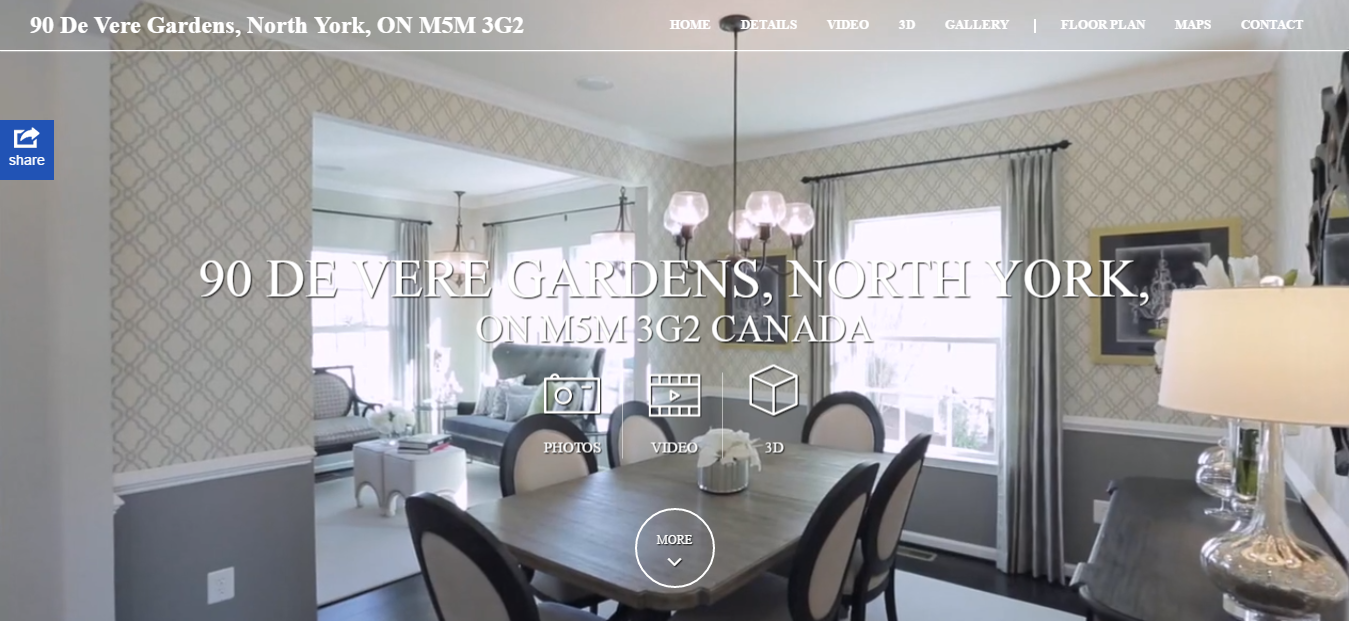 90 De Vere Gardens, North York, ON M5M 3G2
HOME DETAILS VIDEO 3D GALLERY | FLOOR PLAN MAPS CONTACT
share
90 DE VERE GARDENS, NORTH YORK,
ON M5M 3G2 CANADA
PHOTOS VIDEO 3D
MORE